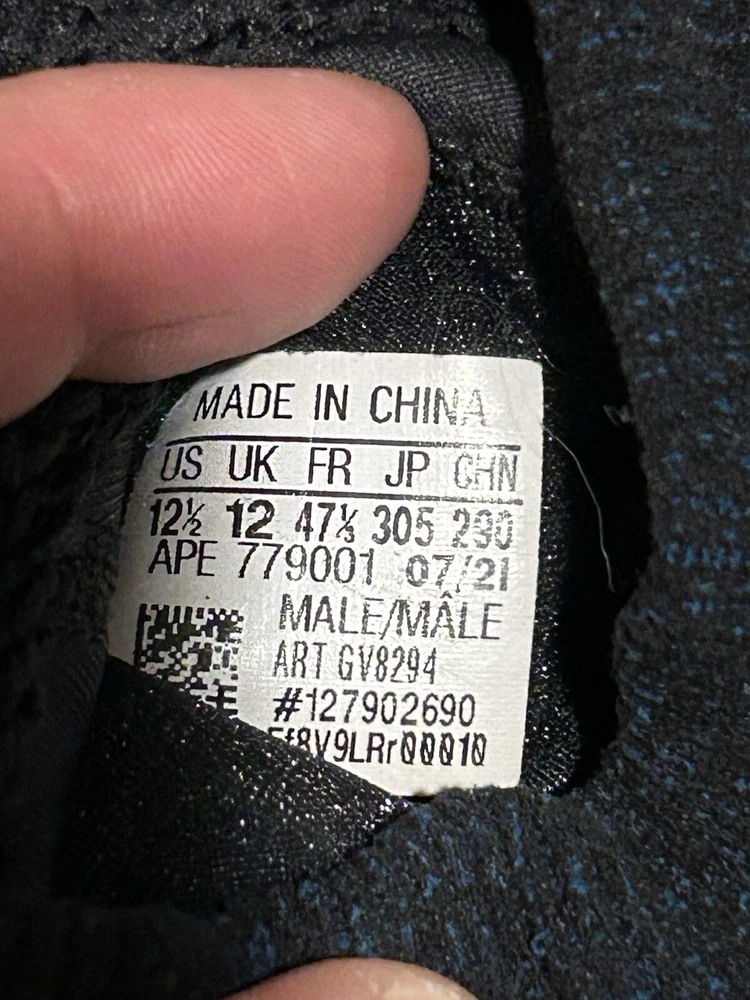 MADE IN CHINA
US UK FR JP CHN
12½ 12 47⅓ 305 290
APE 779001 07/21
MALE/MÂLE
ART GV8294
#127902690